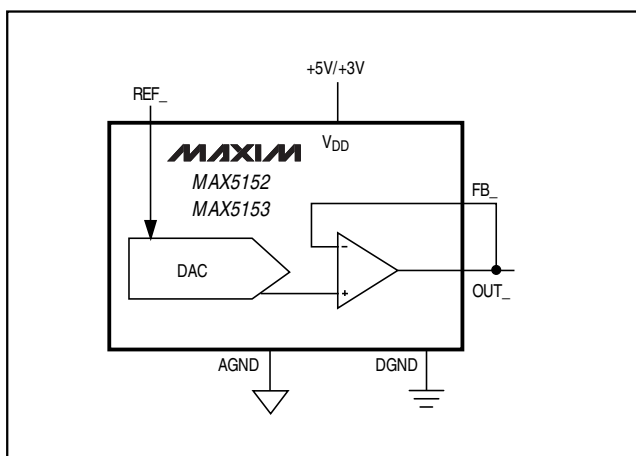 +5V/+3V
REF_
VDD
MAXIM
MAX5152
MAX5153
FB_
DAC
−
+
OUT_
AGND
DGND